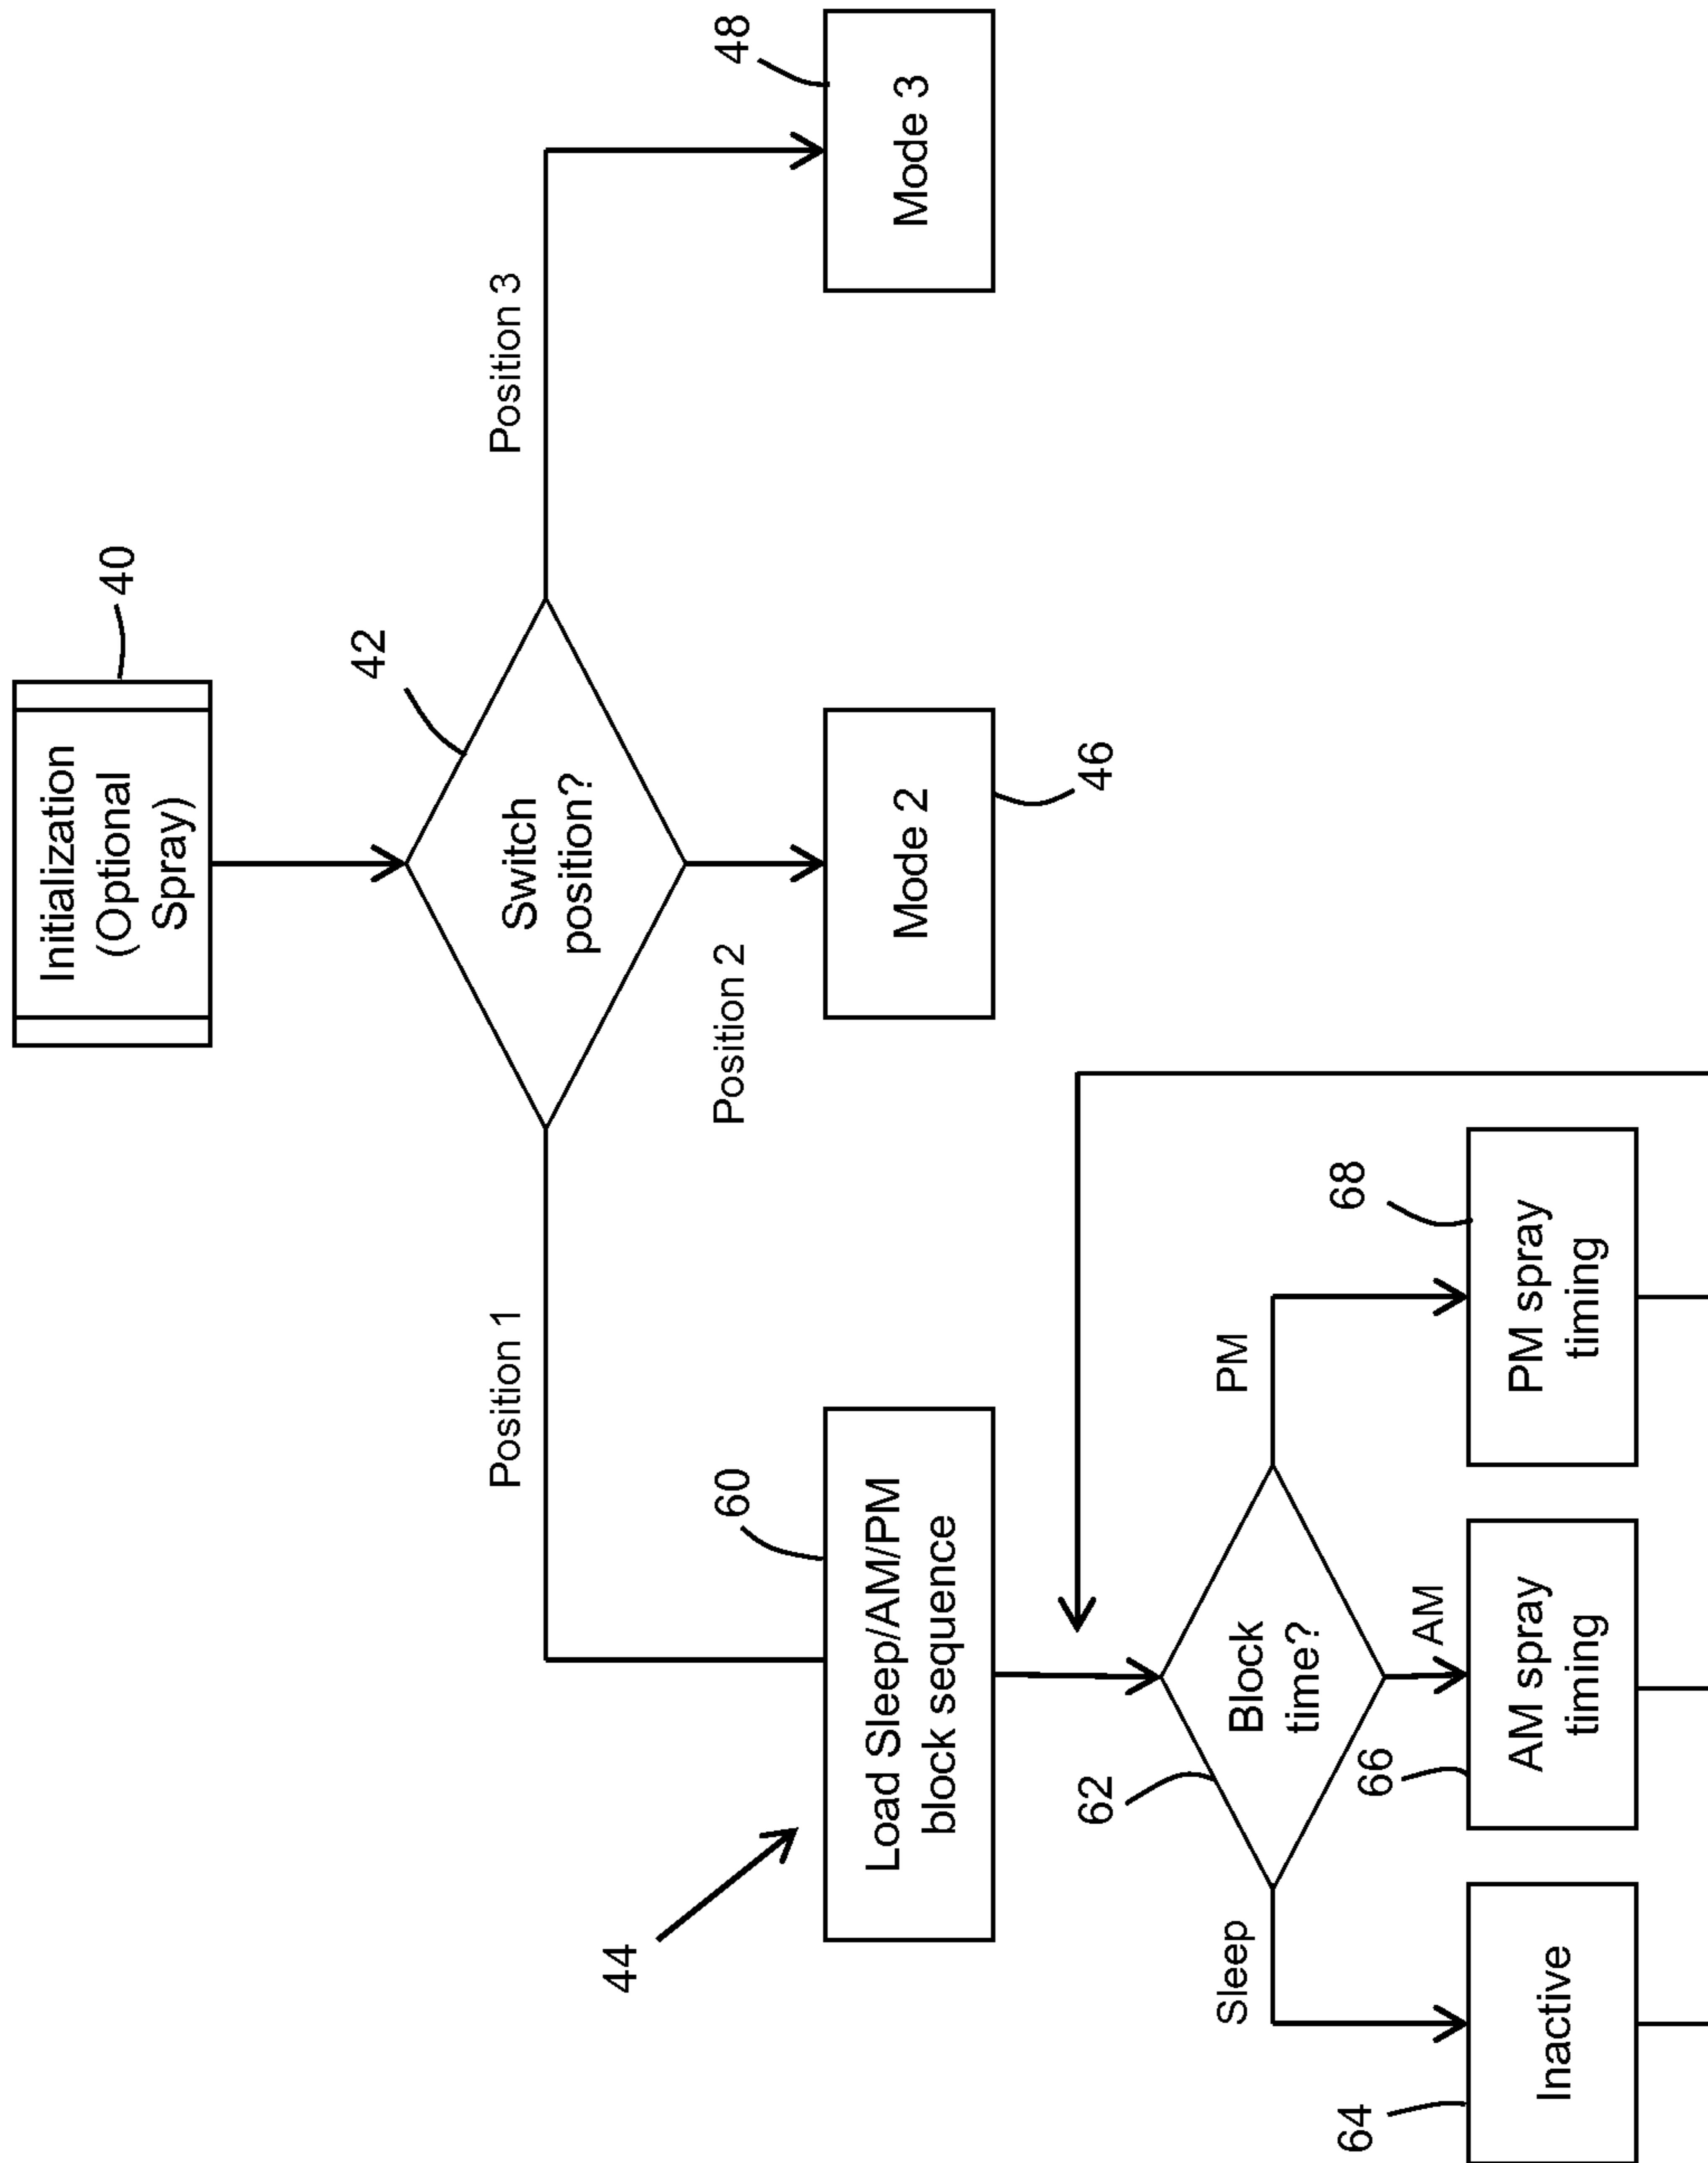 Initialization
(Optional
Spray)
40
Switch
position?
42
Position 1
Position 2
Position 3
44
Load Sleep/AM/PM
block sequence
60
Mode 2
46
Mode 3
48
Block
time?
62
Sleep
AM
PM
Inactive
64
AM spray
timing
66
PM spray
timing
68